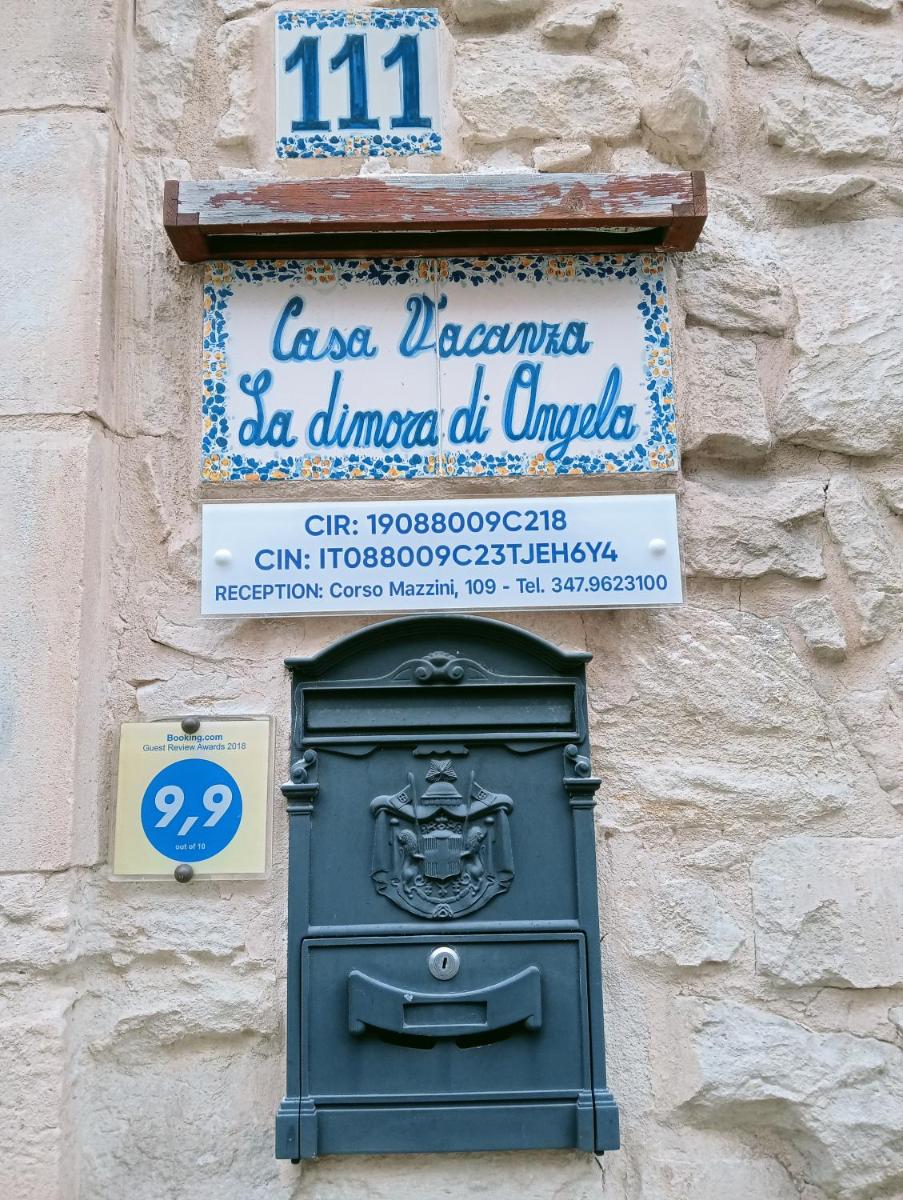 111
Casa Vacanza
La dimora di Angela
CIR: 19088009C218
CIN: IT088009C23TJEH6Y4
RECEPTION: Corso Mazzini, 109 - Tel. 347.9623100
Booking.com
Guest Review Awards 2018
9,9
out of 10